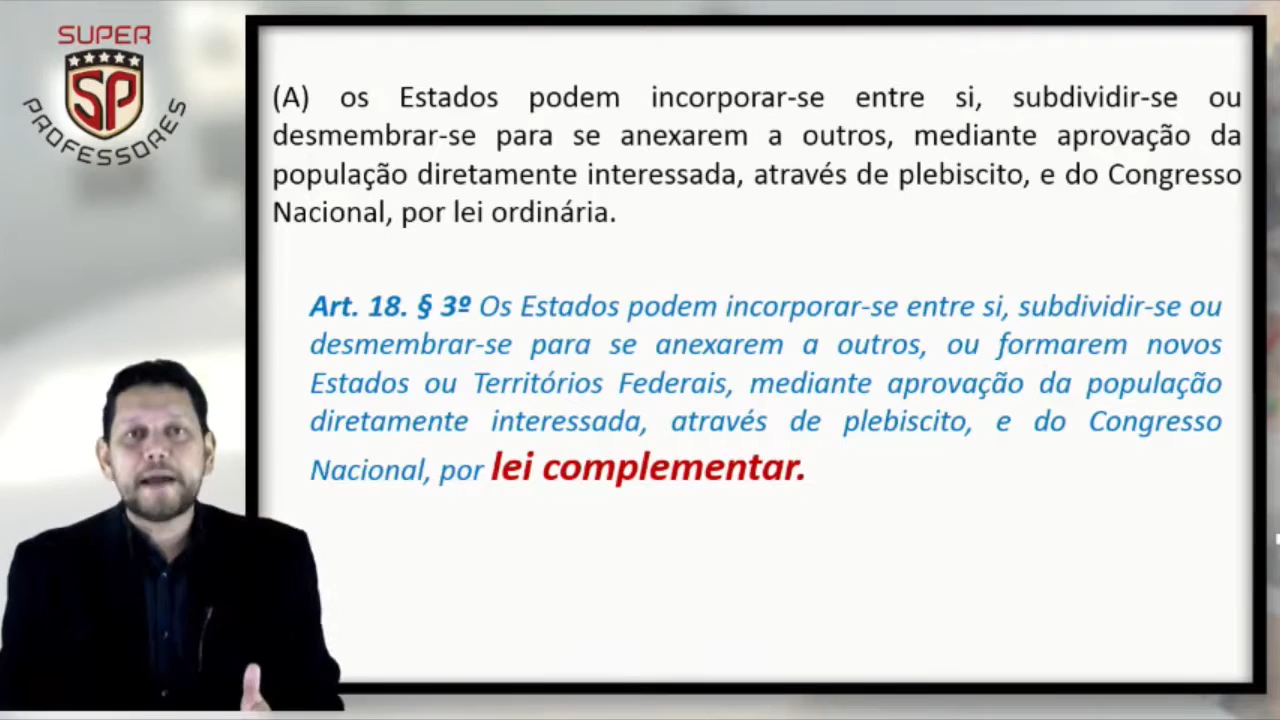 SUPER
SP
PROFESSORES
(A) os Estados podem incorporar-se entre si, subdividir-se ou
desmembrar-se para se anexarem a outros, mediante aprovação da
população diretamente interessada, através de plebiscito, e do Congresso
Nacional, por lei ordinária.
Art. 18. § 3º Os Estados podem incorporar-se entre si, subdividir-se ou
desmembrar-se para se anexarem a outros, ou formarem novos
Estados ou Territórios Federais, mediante aprovação da população
diretamente interessada, através de plebiscito, e do Congresso
Nacional, por lei complementar.